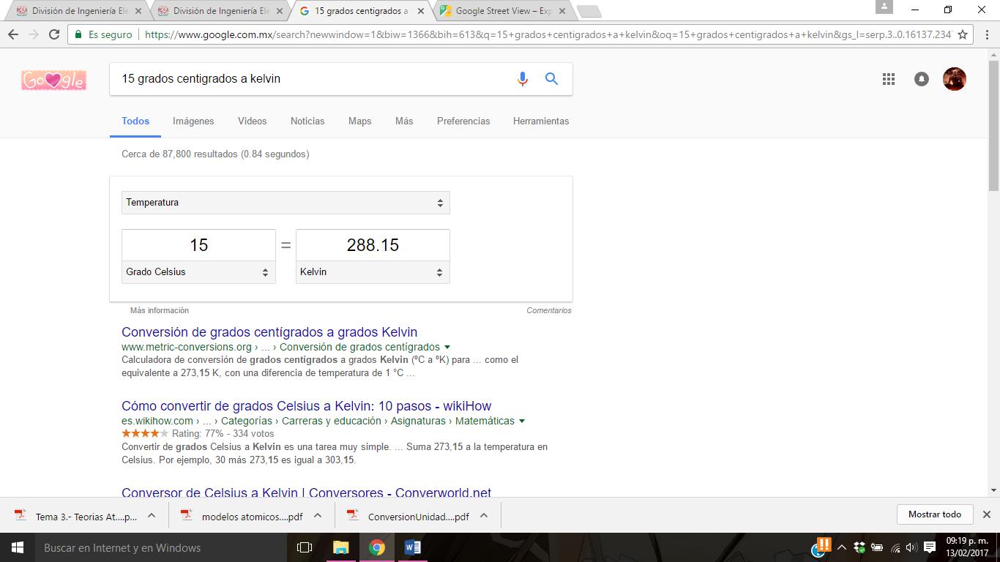 División de Ingeniería Elé
División de Ingeniería Elé
15 grados centigrados a
Google Street View – Exp
Es seguro
https://www.google.com.mx/search?newwindow=1&biw=1366&bih=613&q=15+grados+centigrados+a+kelvin&oq=15+grados+centigrados+a+kelvin&gs_l=serp.3..0.16137.234
Google
15 grados centigrados a kelvin
Todos Imágenes Videos Noticias Maps Más Preferencias Herramientas
Cerca de 87,800 resultados (0.84 segundos)
Temperatura
15 = 288.15
Grado Celsius Kelvin
Más información Comentarios
Conversión de grados centígrados a grados Kelvin
www.metric-conversions.org › ... › Conversión de grados centígrados
Calculadora de conversión de grados centígrados a grados Kelvin (ºC a ºK) para ... como el
equivalente a 273,15 K, con una diferencia de temperatura de 1 °C ...
Cómo convertir de grados Celsius a Kelvin: 10 pasos - wikiHow
es.wikihow.com › ... › Categorías › Carreras y educación › Asignaturas › Matemáticas
Rating: 77% - 334 votos
Convertir de grados Celsius a Kelvin es una tarea muy simple. ... Suma 273,15 a la temperatura en
Celsius. Por ejemplo, 30 más 273,15 es igual a 303,15.
Conversor de Celsius a Kelvin | Conversores - Converworld.net
Tema 3.- Teorias At....p... modelos atomicos....pdf ConversionUnidad....pdf Mostrar todo
Buscar en Internet y en Windows
09:19 p. m.
13/02/2017